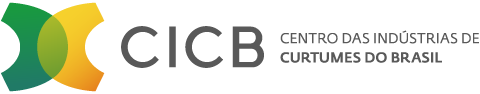 CICB
CENTRO DAS INDÚSTRIAS DE
CURTUMES DO BRASIL